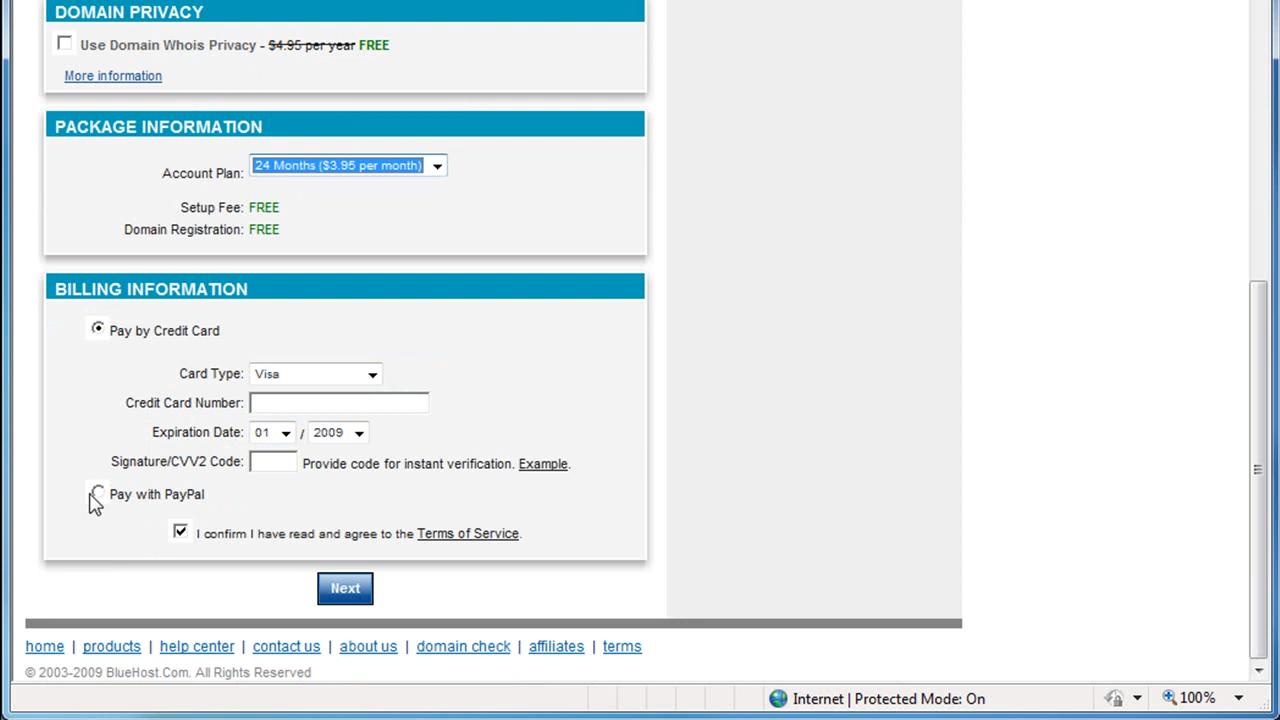 DOMAIN PRIVACY
Use Domain Whois Privacy - $4.95 per year FREE
More information
PACKAGE INFORMATION
Account Plan: 24 Months ($3.95 per month)
Setup Fee: FREE
Domain Registration: FREE
BILLING INFORMATION
Pay by Credit Card
Card Type: Visa
Credit Card Number:
Expiration Date: 01 / 2009
Signature/CVV2 Code: Provide code for instant verification. Example.
Pay with PayPal
I confirm I have read and agree to the Terms of Service.
Next
home | products | help center | contact us | about us | domain check | affiliates | terms
© 2003-2009 BlueHost.Com. All Rights Reserved
Internet | Protected Mode: On 100%